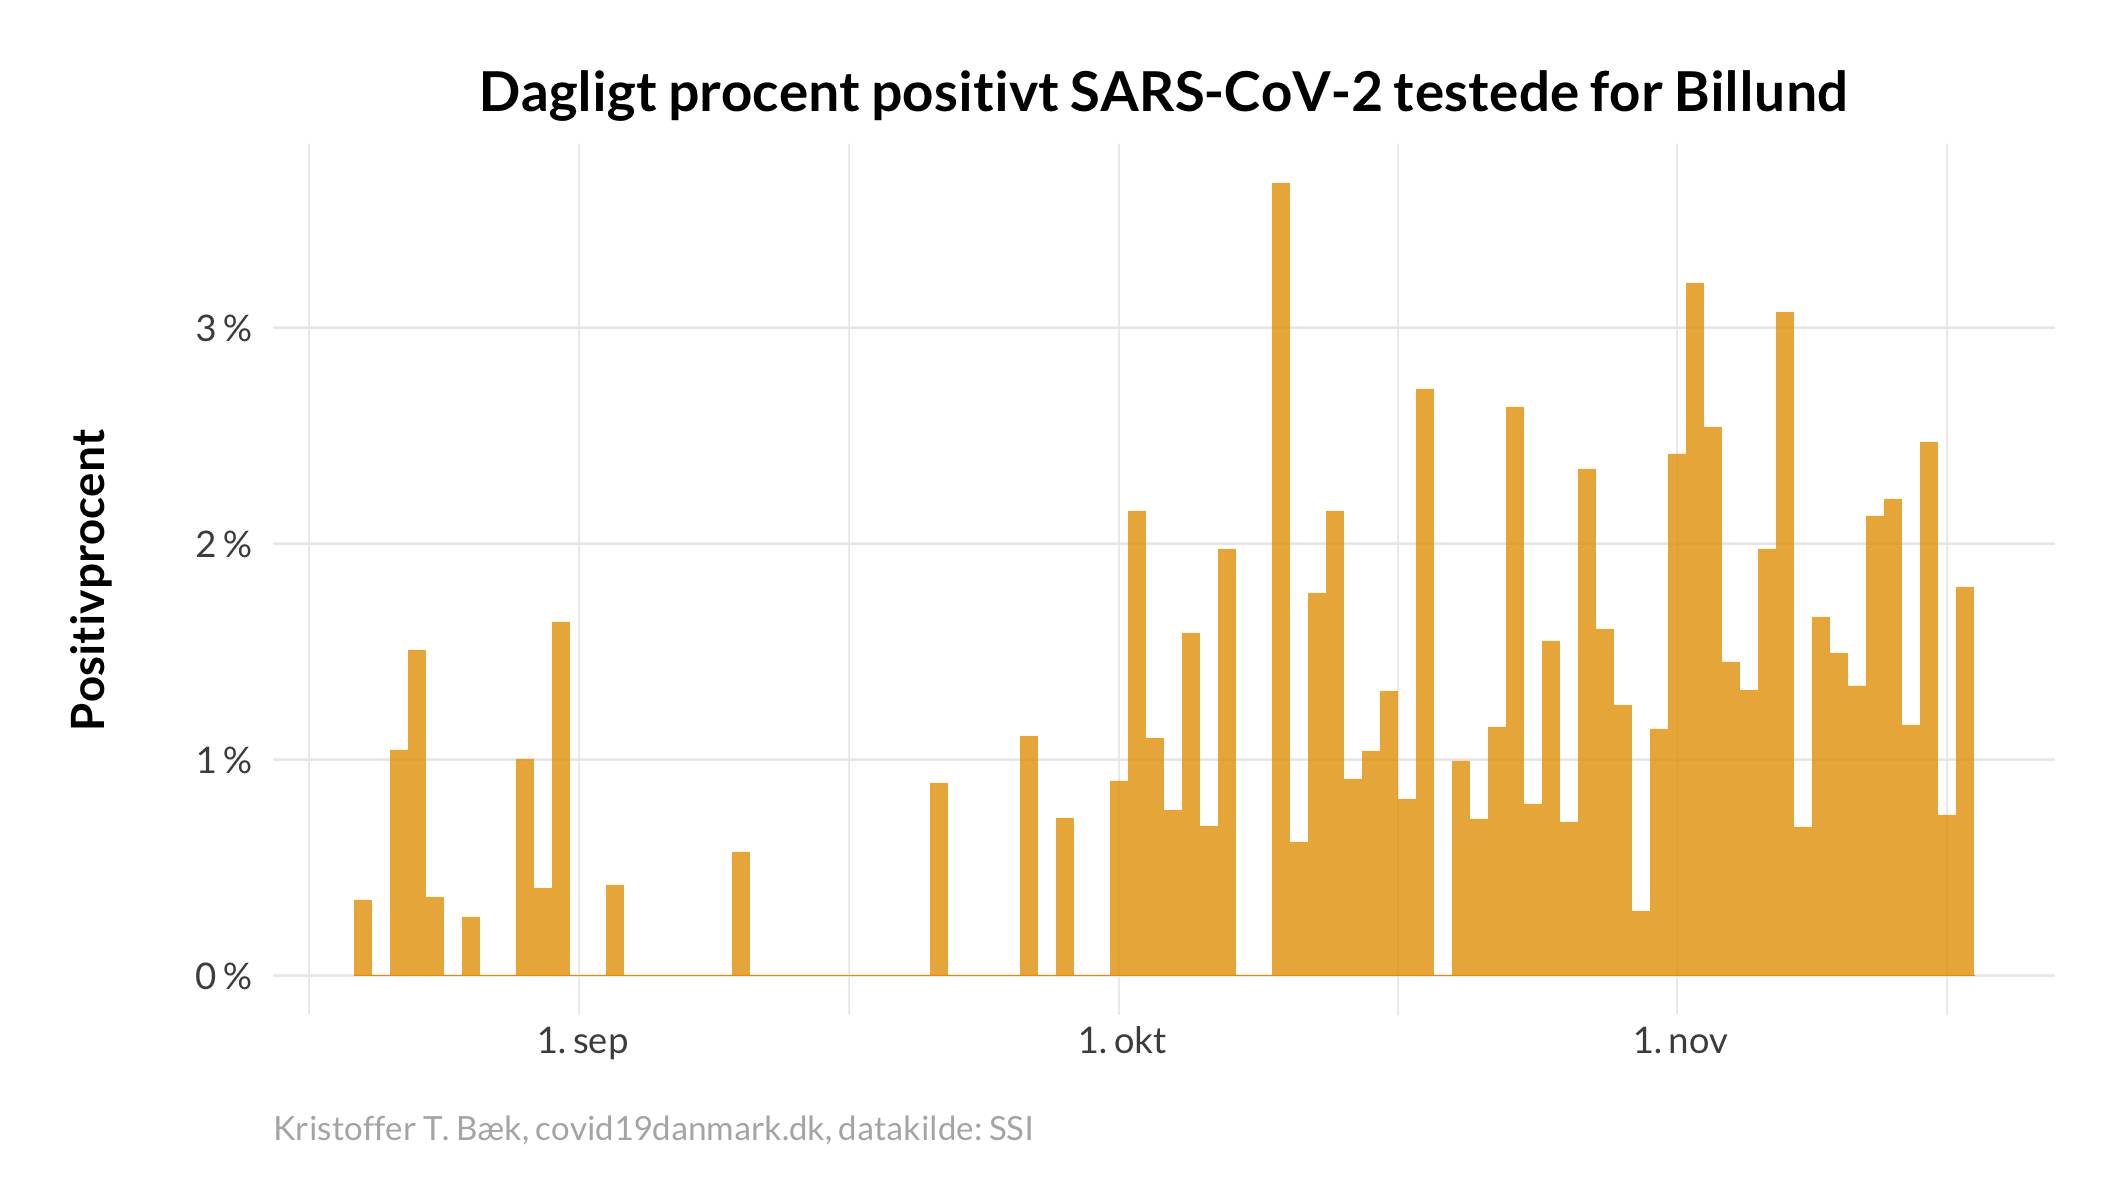 Dagligt procent positivt SARS-CoV-2 testede for Billund
Positivprocent
3 %
2 %
1 %
0 %
1. sep
1. okt
1. nov
Kristoffer T. Bæk, covid19danmark.dk, datakilde: SSI